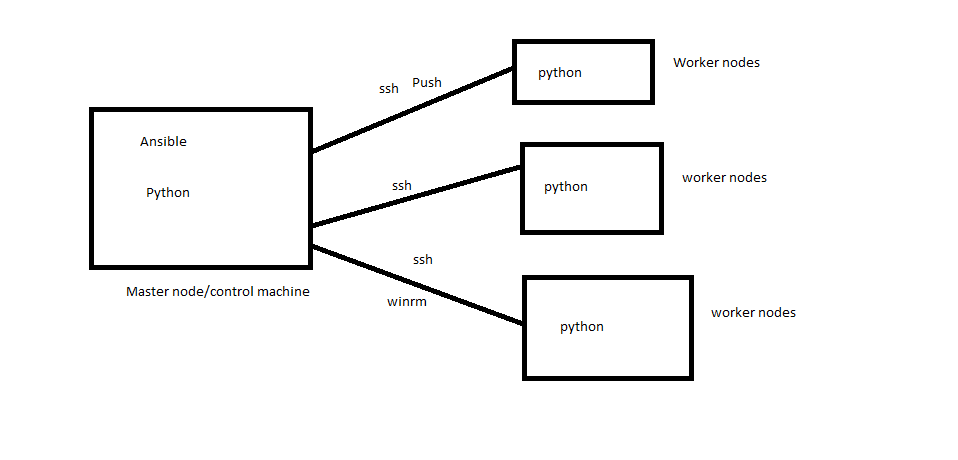 Ansible
Python
Master node/control machine
ssh
Push
python
Worker nodes
ssh
python
worker nodes
ssh
winrm
python
worker nodes